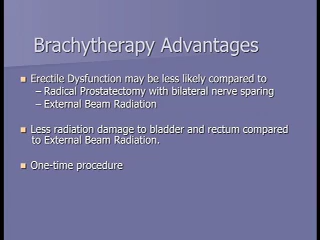 Brachytherapy Advantages
Erectile Dysfunction may be less likely compared to
– Radical Prostatectomy with bilateral nerve sparing
– External Beam Radiation
Less radiation damage to bladder and rectum compared
to External Beam Radiation.
One-time procedure